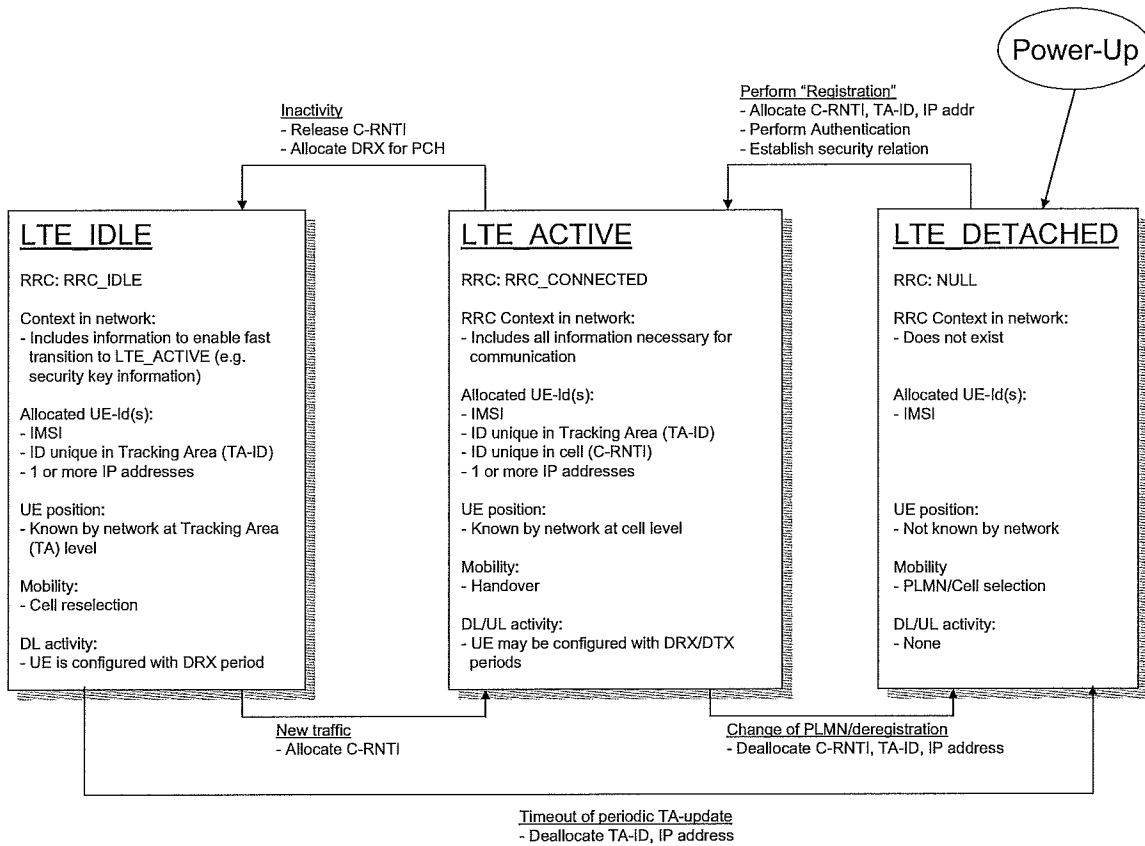 Power-Up
Inactivity
- Release C-RNTI
- Allocate DRX for PCH
Perform "Registration"
- Allocate C-RNTI, TA-ID, IP addr
- Perform Authentication
- Establish security relation
LTE_IDLE
RRC: RRC_IDLE
Context in network:
- Includes information to enable fast
transition to LTE_ACTIVE (e.g.
security key information)
Allocated UE-Id(s):
- IMSI
- ID unique in Tracking Area (TA-ID)
- 1 or more IP addresses
UE position:
- Known by network at Tracking Area
(TA) level
Mobility:
- Cell reselection
DL activity:
- UE is configured with DRX period
LTE_ACTIVE
RRC: RRC_CONNECTED
RRC Context in network:
- Includes all information necessary for
communication
Allocated UE-Id(s):
- IMSI
- ID unique in Tracking Area (TA-ID)
- ID unique in cell (C-RNTI)
- 1 or more IP addresses
UE position:
- Known by network at cell level
Mobility:
- Handover
DL/UL activity:
- UE may be configured with DRX/DTX
periods
LTE_DETACHED
RRC: NULL
RRC Context in network:
- Does not exist
Allocated UE-Id(s):
- IMSI
UE position:
- Not known by network
Mobility
- PLMN/Cell selection
DL/UL activity:
- None
New traffic
- Allocate C-RNTI
Change of PLMN/deregistration
- Deallocate C-RNTI, TA-ID, IP address
Timeout of periodic TA-update
- Deallocate TA-ID, IP address